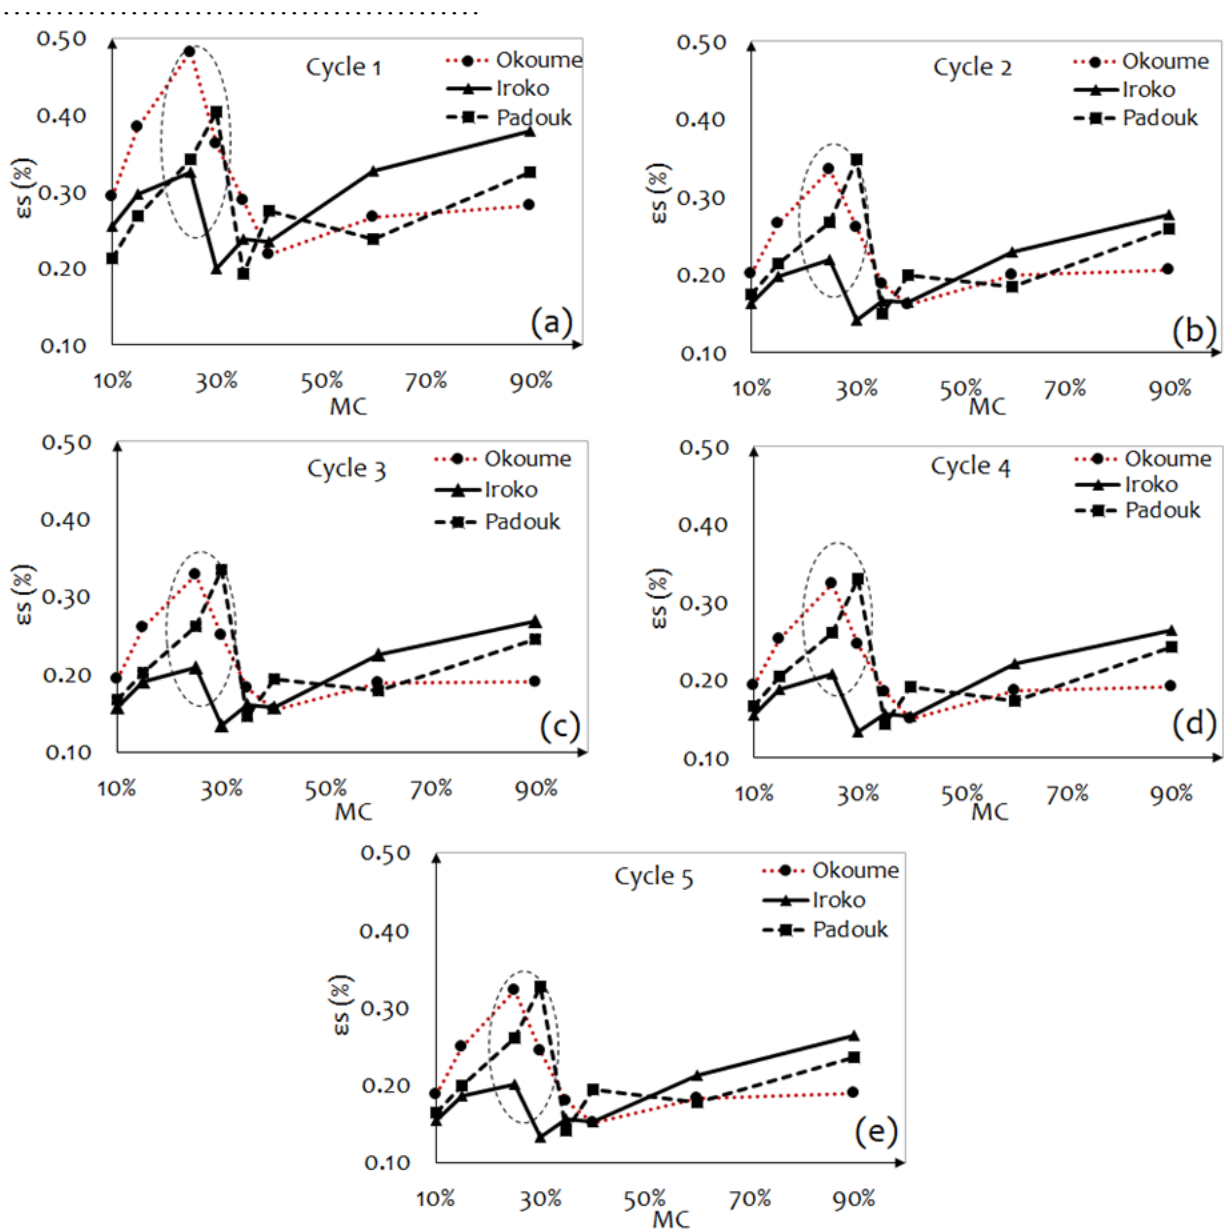 0.50
0.40
0.30
0.20
0.10
εs (%)
Cycle 1
Okoume
Iroko
Padouk
(a)
10% 30% 50% 70% 90%
MC
0.50
0.40
0.30
0.20
0.10
εs (%)
Cycle 2
Okoume
Iroko
Padouk
(b)
10% 30% 50% 70% 90%
MC
0.50
0.40
0.30
0.20
0.10
εs (%)
Cycle 3
Okoume
Iroko
Padouk
(c)
10% 30% 50% 70% 90%
MC
0.50
0.40
0.30
0.20
0.10
εs (%)
Cycle 4
Okoume
Iroko
Padouk
(d)
10% 30% 50% 70% 90%
MC
0.50
0.40
0.30
0.20
0.10
εs (%)
Cycle 5
Okoume
Iroko
Padouk
(e)
10% 30% 50% 70% 90%
MC